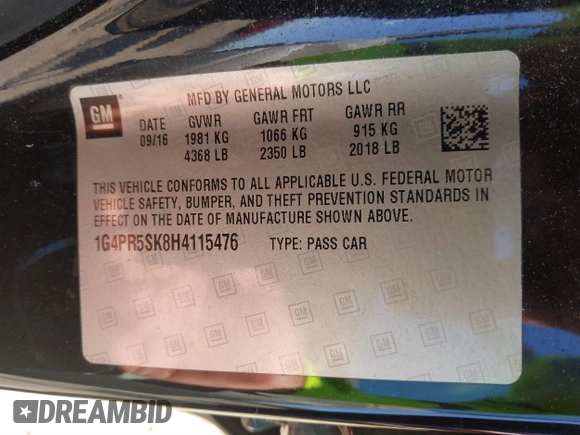 GM
MFD BY GENERAL MOTORS LLC
DATE GVWR GAWR FRT GAWR RR
09/16 1981 KG 1066 KG 915 KG
4368 LB 2350 LB 2018 LB
THIS VEHICLE CONFORMS TO ALL APPLICABLE U.S. FEDERAL MOTOR
VEHICLE SAFETY, BUMPER, AND THEFT PREVENTION STANDARDS IN
EFFECT ON THE DATE OF MANUFACTURE SHOWN ABOVE.
1G4PR5SK8H4115476 TYPE: PASS CAR
DREAMBID